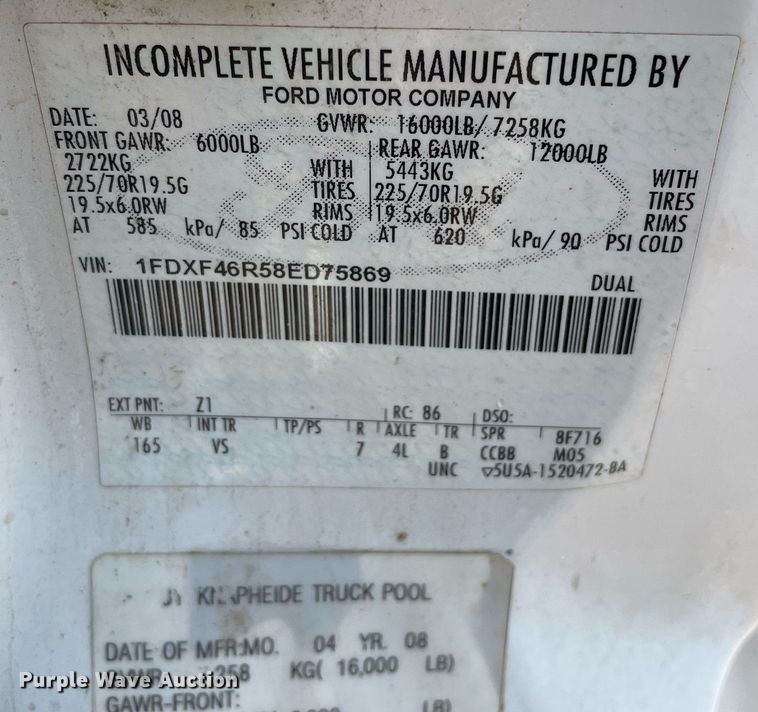 INCOMPLETE VEHICLE MANUFACTURED BY
FORD MOTOR COMPANY
DATE: 03/08 GVWR: 16000LB/ 7258KG
FRONT GAWR: 6000LB REAR GAWR: 12000LB
2722KG WITH 5443KG WITH
225/70R19.5G TIRES 225/70R19.5G TIRES
19.5x6.0RW RIMS 19.5x6.0RW RIMS
AT 585 kPa/ 85 PSI COLD AT 620 kPa/ 90 PSI COLD
VIN: 1FDXF46R58ED75869 DUAL
EXT PNT: Z1 RC: 86 DSO:
WB INT TR TP/PS R AXLE TR SPR 8F716
165 VS 7 4L B CCBB M05
UNC ▽5U5A-1520472-BA
KNAPHEIDE TRUCK POOL
DATE OF MFR:MO. 04 YR. 08
258 KG( 16,000 LB)
GAWR-FRONT:
LB)
Purple Wave Auction